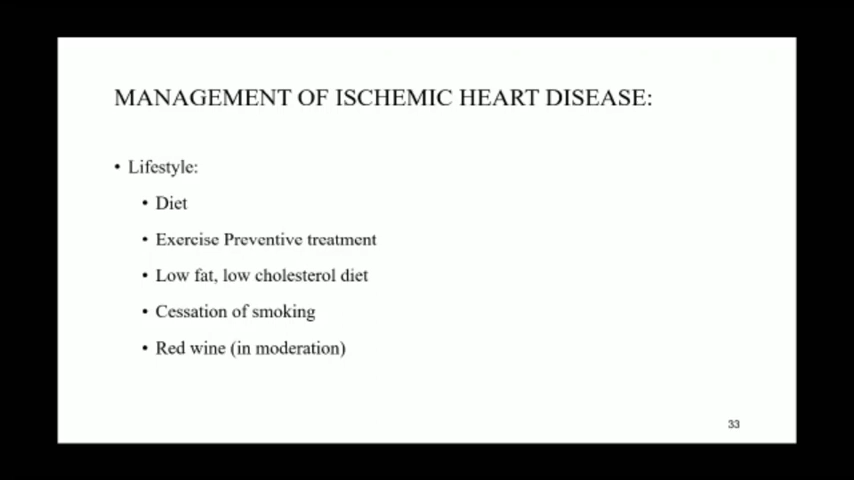 MANAGEMENT OF ISCHEMIC HEART DISEASE:
• Lifestyle:
• Diet
• Exercise Preventive treatment
• Low fat, low cholesterol diet
• Cessation of smoking
• Red wine (in moderation)
33